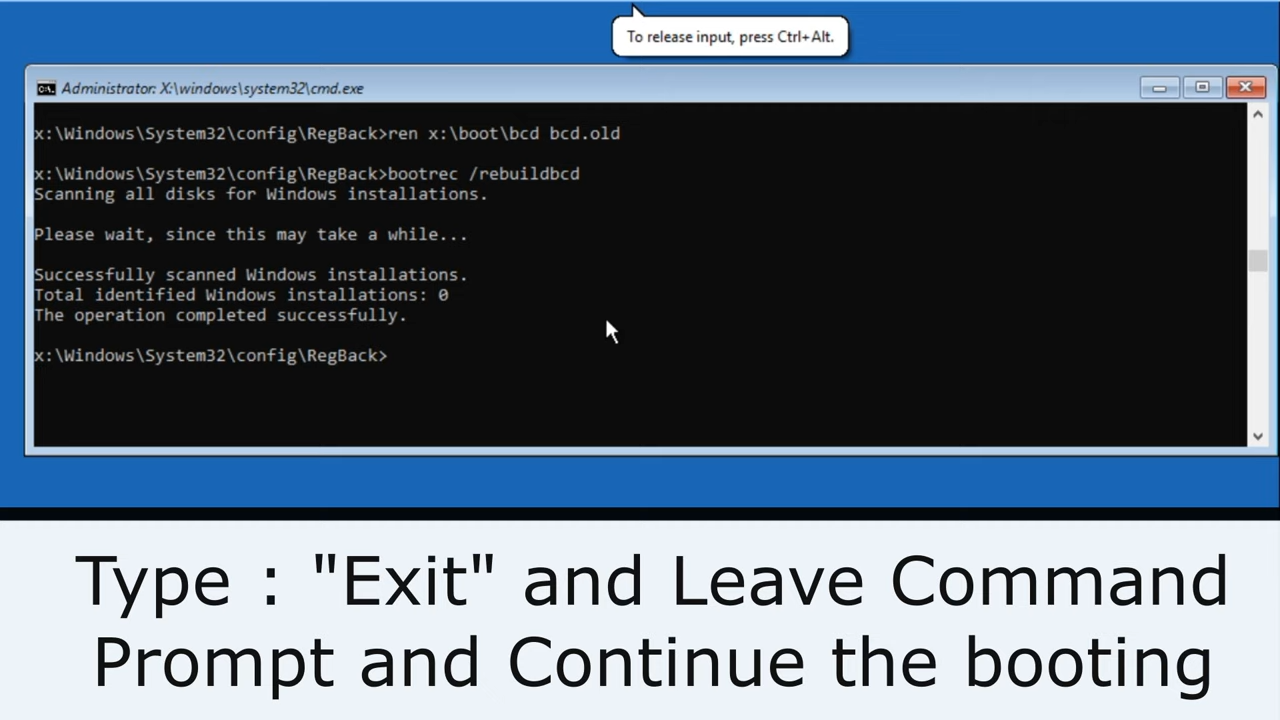 To release input, press Ctrl+Alt.
Administrator: X:\windows\system32\cmd.exe
x:\Windows\System32\config\RegBack>ren x:\boot\bcd bcd.old
x:\Windows\System32\config\RegBack>bootrec /rebuildbcd
Scanning all disks for Windows installations.
Please wait, since this may take a while...
Successfully scanned Windows installations.
Total identified Windows installations: 0
The operation completed successfully.
x:\Windows\System32\config\RegBack>
Type : "Exit" and Leave Command
Prompt and Continue the booting